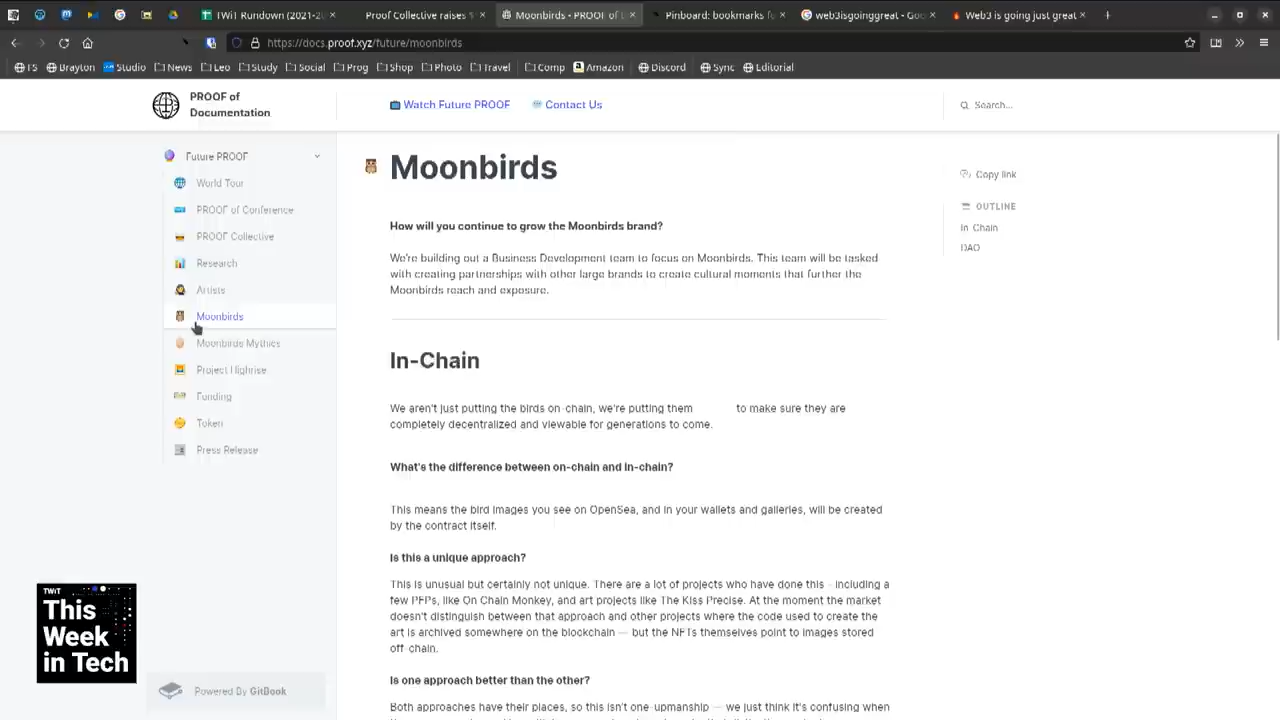 TWiT Rundown (2021-2
Proof Collective raises
Moonbirds • PROOF of
Pinboard: bookmarks f
web3isgoinggreat - Goo
Web3 is going just great
https://docs.proof.xyz/future/moonbirds
TS
Brayton
Studio
News
Leo
Study
Social
Prog
Shop
Photo
Travel
Comp
Amazon
Discord
Sync
Editorial
PROOF of
Documentation
Watch Future PROOF
Contact Us
Search...
Future PROOF
World Tour
PROOF of Conference
PROOF Collective
Research
Artists
Moonbirds
Moonbirds Mythics
Project Highrise
Funding
Token
Press Release
Powered By GitBook
Moonbirds
How will you continue to grow the Moonbirds brand?
We're building out a Business Development team to focus on Moonbirds. This team will be tasked
with creating partnerships with other large brands to create cultural moments that further the
Moonbirds reach and exposure.
In-Chain
We aren't just putting the birds on-chain, we're putting them to make sure they are
completely decentralized and viewable for generations to come.
What's the difference between on-chain and in-chain?
This means the bird images you see on OpenSea, and in your wallets and galleries, will be created
by the contract itself.
Is this a unique approach?
This is unusual but certainly not unique. There are a lot of projects who have done this - including a
few PFPs, like On Chain Monkey, and art projects like The Kiss Precise. At the moment the market
doesn't distinguish between that approach and other projects where the code used to create the
art is archived somewhere on the blockchain — but the NFTs themselves point to images stored
off-chain.
Is one approach better than the other?
Both approaches have their places, so this isn't one-upmanship — we just think it's confusing when
Copy link
OUTLINE
In-Chain
DAO
TWiT
This
Week
in Tech